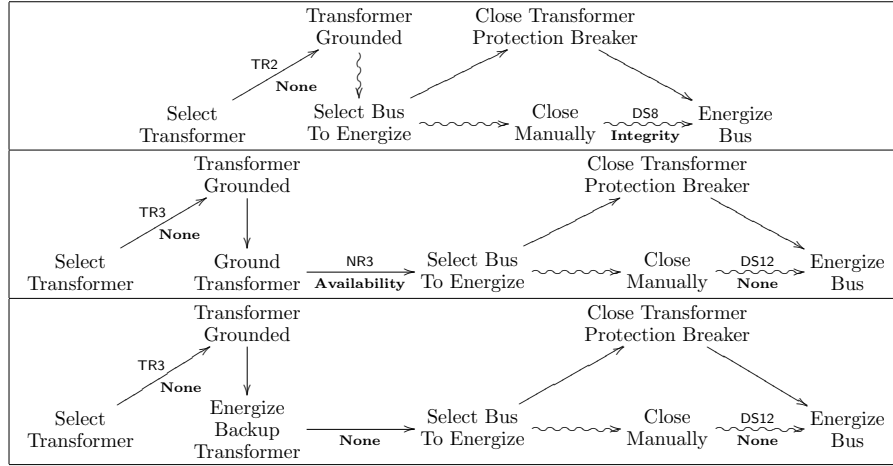 Transformer
Grounded
Close Transformer
Protection Breaker
TR2
None
Select
Transformer
Select Bus
To Energize
Close
Manually
DS8
Integrity
Energize
Bus
Transformer
Grounded
Close Transformer
Protection Breaker
TR3
None
Select
Transformer
Ground
Transformer
NR3
Availability
Select Bus
To Energize
Close
Manually
DS12
None
Energize
Bus
Transformer
Grounded
Close Transformer
Protection Breaker
TR3
None
Select
Transformer
Energize
Backup
Transformer
None
Select Bus
To Energize
Close
Manually
DS12
None
Energize
Bus